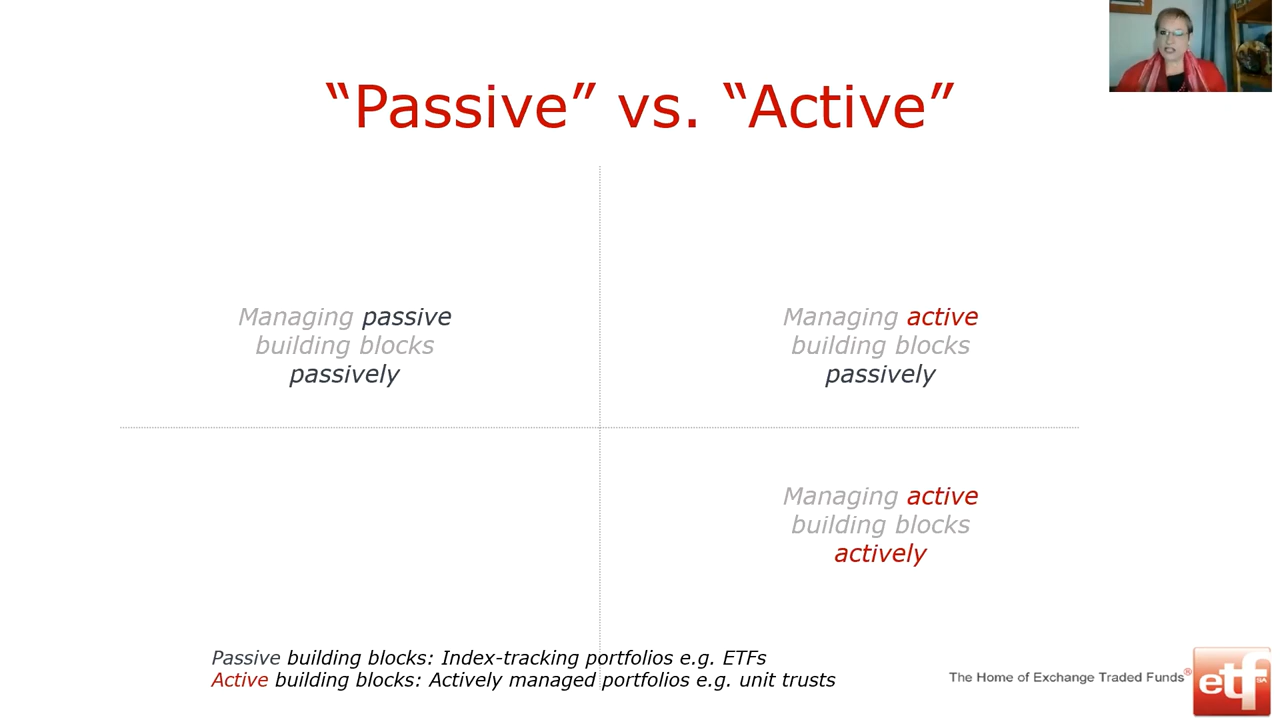 “Passive” vs. “Active”
Managing passive
building blocks
passively
Managing active
building blocks
passively
Managing active
building blocks
actively
Passive building blocks: Index-tracking portfolios e.g. ETFs
Active building blocks: Actively managed portfolios e.g. unit trusts
The Home of Exchange Traded Funds®
etf
SA